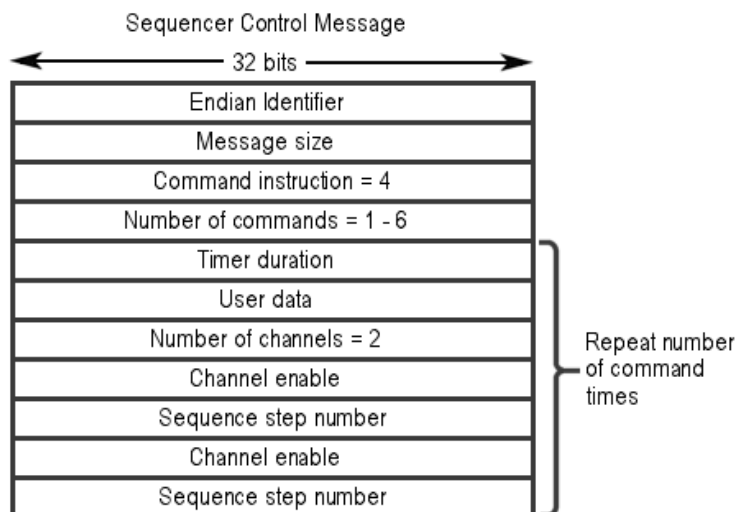 Sequencer Control Message
32 bits
Endian Identifier
Message size
Command instruction = 4
Number of commands = 1 - 6
Timer duration
User data
Number of channels = 2
Channel enable
Sequence step number
Channel enable
Sequence step number
Repeat number
of command
times